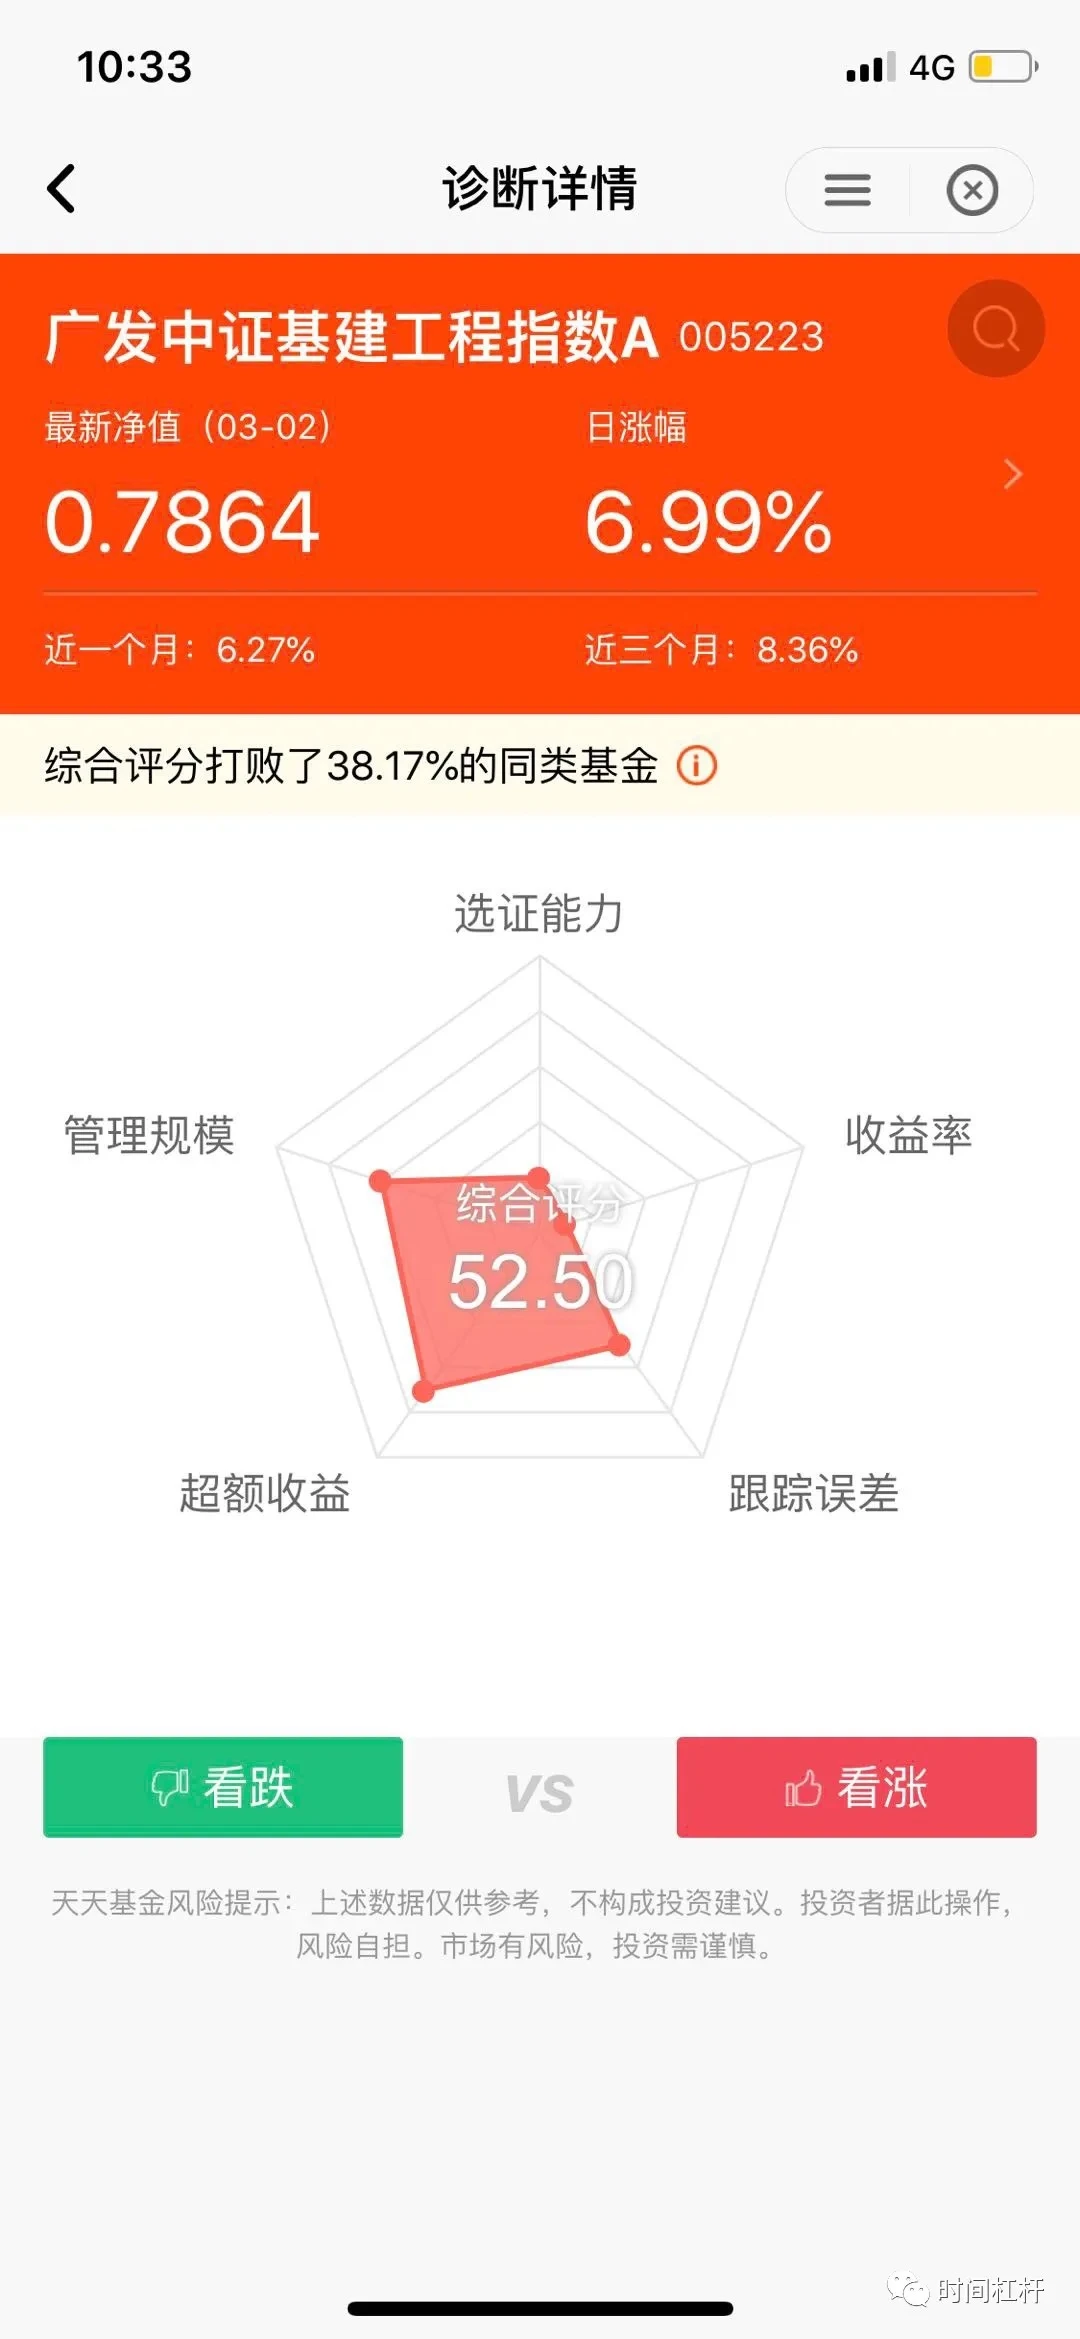 10:33
4G
诊断详情
广发中证基建工程指数A 005223
最新净值（03-02） 日涨幅
0.7864 6.99%
近一个月：6.27% 近三个月：8.36%
综合评分打败了38.17%的同类基金
选证能力
管理规模 收益率
综合评分
52.50
超额收益 跟踪误差
看跌 VS 看涨
天天基金风险提示：上述数据仅供参考，不构成投资建议。投资者据此操作，
风险自担。市场有风险，投资需谨慎。
时间杠杆